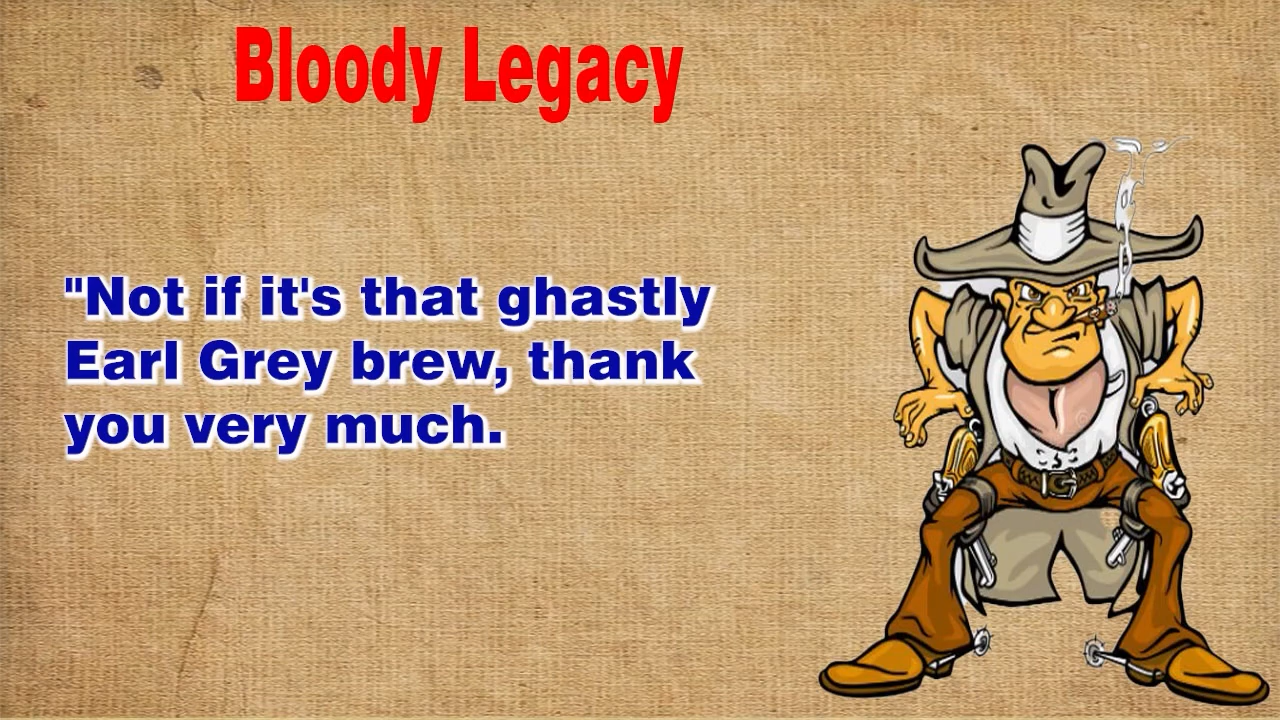 Bloody Legacy
"Not if it's that ghastly
Earl Grey brew, thank
you very much.